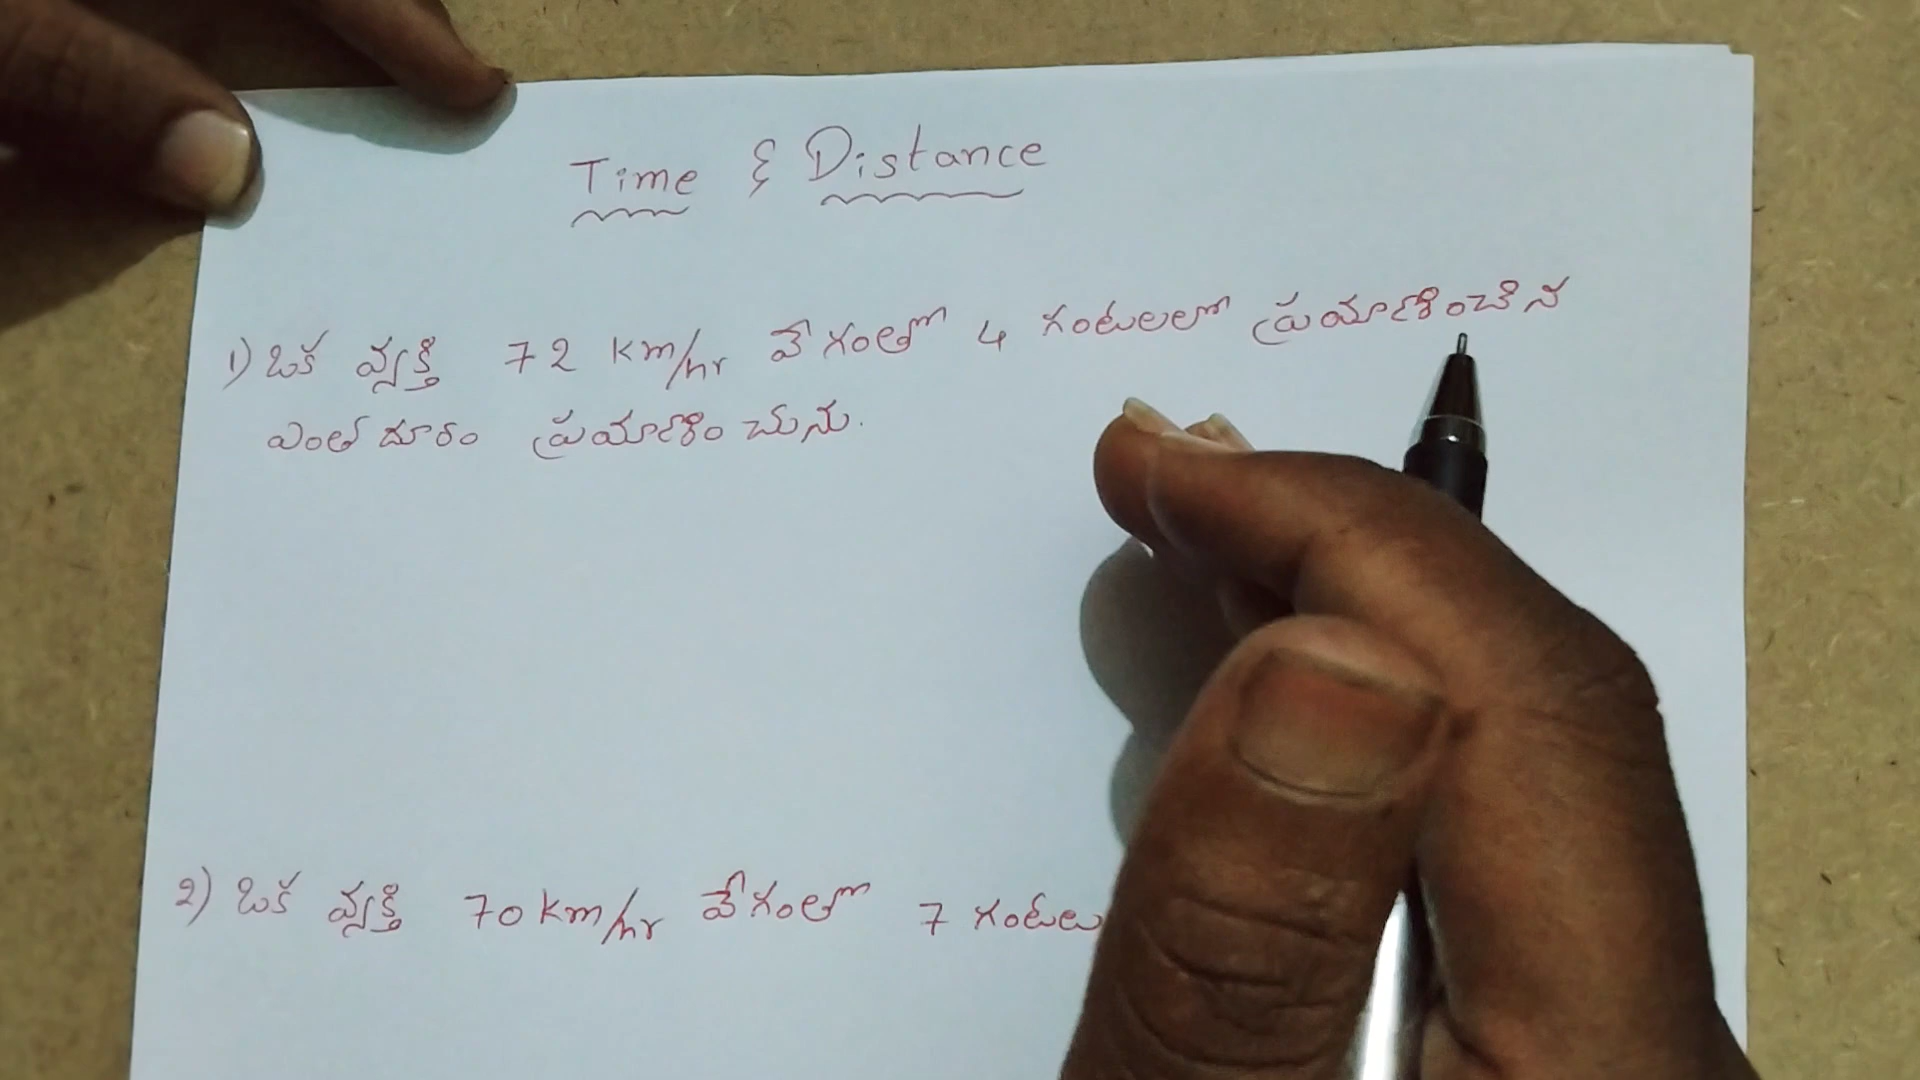 Time & Distance
1) ఒక వ్యక్తి 72 km/hr వేగంతో 4 గంటలలో ప్రయాణించిన
ఎంత దూరం ప్రయాణించును.
2) ఒక వ్యక్తి 70 km/hr వేగంతో 7 గంటలు